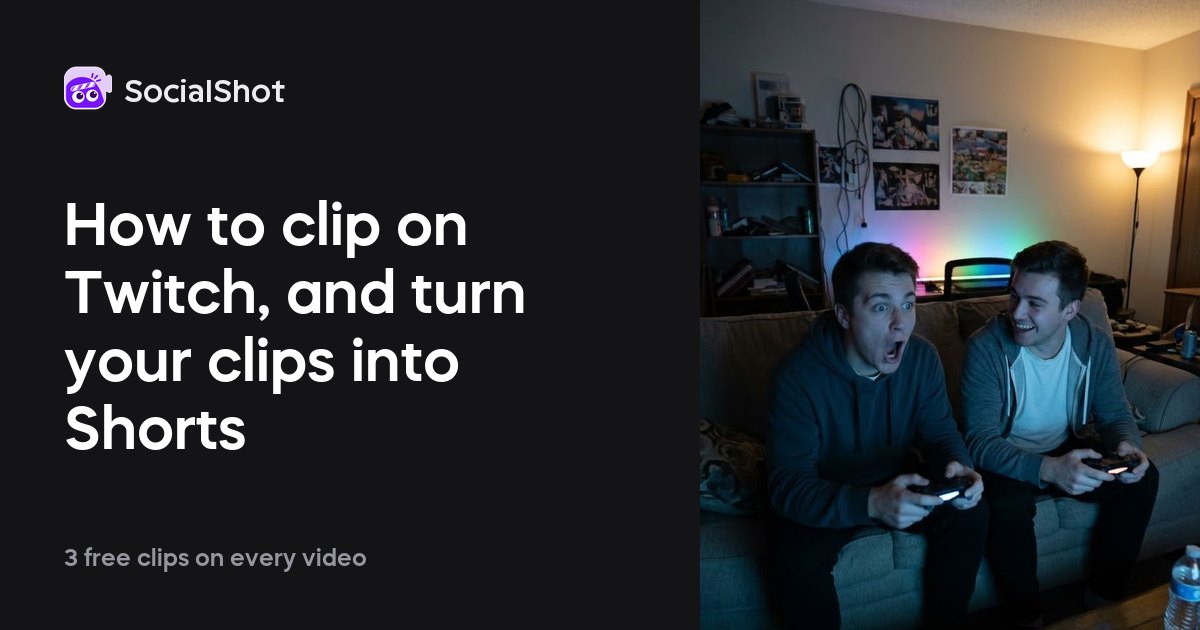 SocialShot
How to clip on
Twitch, and turn
your clips into
Shorts
3 free clips on every video